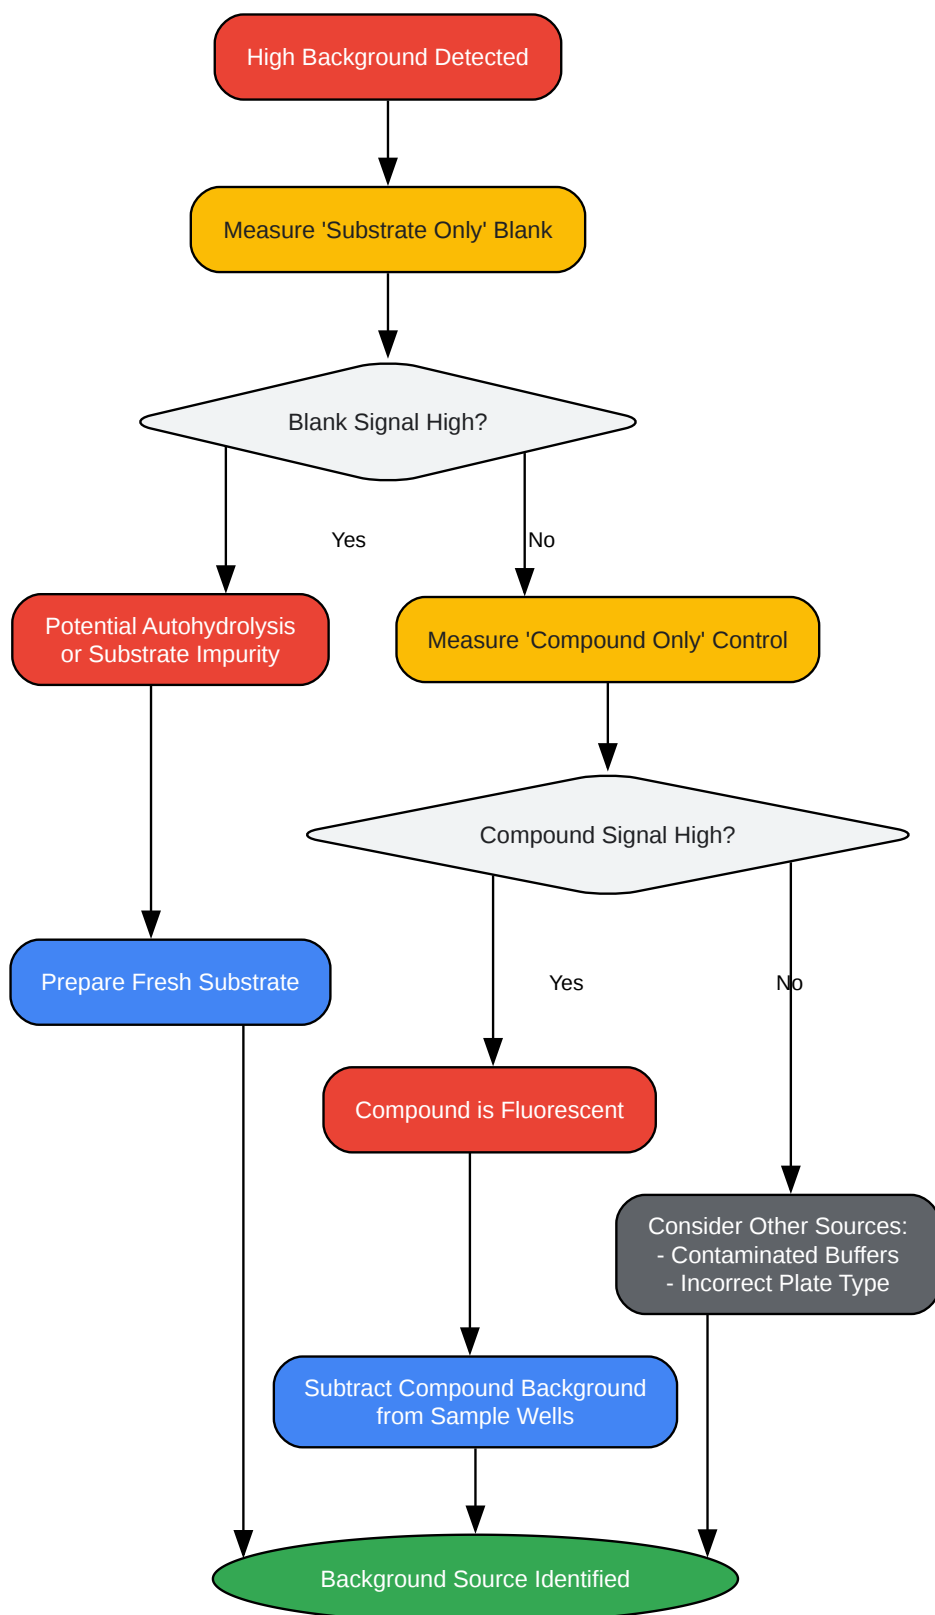 High Background Detected
Measure 'Substrate Only' Blank
Blank Signal High?
Yes
No
Potential Autohydrolysis
or Substrate Impurity
Measure 'Compound Only' Control
Compound Signal High?
Prepare Fresh Substrate
Yes
No
Compound is Fluorescent
Consider Other Sources:
- Contaminated Buffers
- Incorrect Plate Type
Subtract Compound Background
from Sample Wells
Background Source Identified